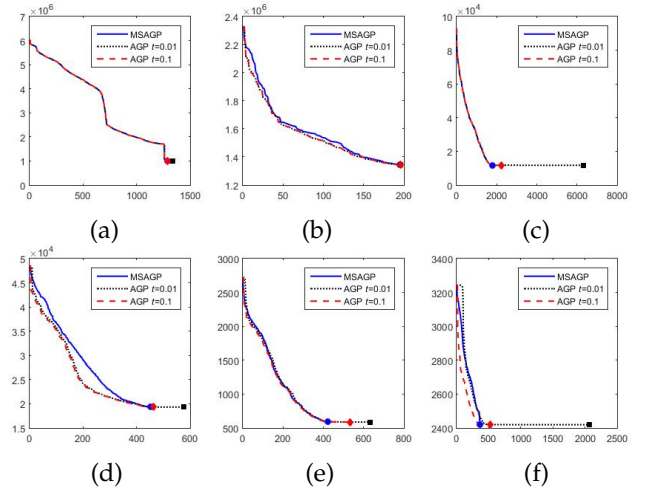 ×10⁶
7
6
5
4
3
2
1
0
0 500 1000 1500
MSAGP
AGP t=0.01
AGP t=0.1
(a)
×10⁶
2.4
2.2
2
1.8
1.6
1.4
1.2
0 50 100 150 200
MSAGP
AGP t=0.01
AGP t=0.1
(b)
×10⁴
10
8
6
4
2
0
0 2000 4000 6000 8000
MSAGP
AGP t=0.01
AGP t=0.1
(c)
×10⁴
5
4.5
4
3.5
3
2.5
2
1.5
0 200 400 600
MSAGP
AGP t=0.01
AGP t=0.1
(d)
3000
2500
2000
1500
1000
500
0 200 400 600 800
MSAGP
AGP t=0.01
AGP t=0.1
(e)
3400
3200
3000
2800
2600
2400
0 500 1000 1500 2000 2500
MSAGP
AGP t=0.01
AGP t=0.1
(f)